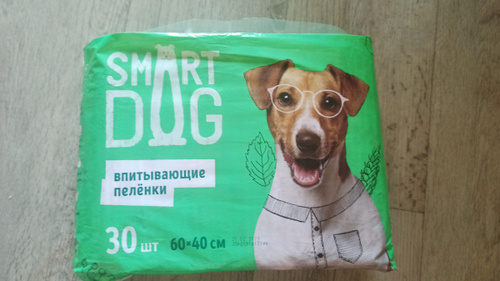 SMART
DOG
впитывающие
пелёнки
30 шт
60×40 см